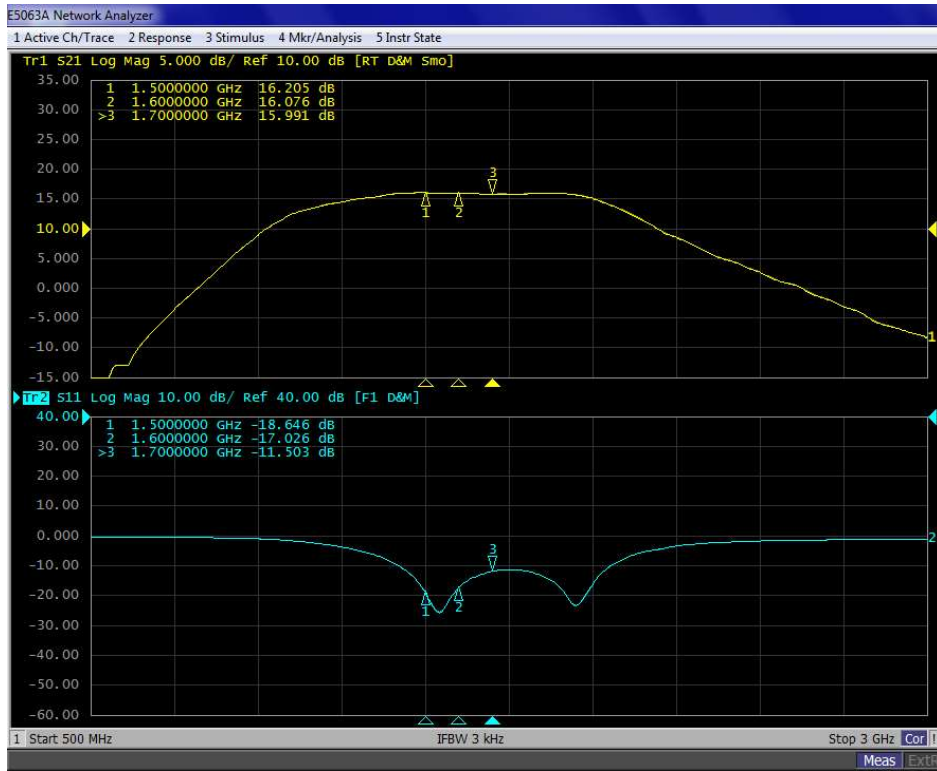 E5063A Network Analyzer
1 Active Ch/Trace 2 Response 3 Stimulus 4 Mkr/Analysis 5 Instr State
Tr1 S21 Log Mag 5.000 dB/ Ref 10.00 dB [RT D&M Smo]
35.00
1 1.5000000 GHz 16.205 dB
2 1.6000000 GHz 16.076 dB
30.00
>3 1.7000000 GHz 15.991 dB
25.00
20.00
3
15.00
1 2
10.00
5.000
0.000
-5.000
-10.00
1
-15.00
Tr2 S11 Log Mag 10.00 dB/ Ref 40.00 dB [F1 D&M]
40.00
1 1.5000000 GHz -18.646 dB
2 1.6000000 GHz -17.026 dB
30.00
>3 1.7000000 GHz -11.503 dB
20.00
10.00
0.000
2
3
-10.00
-20.00
1 2
-30.00
-40.00
-50.00
-60.00
1 Start 500 MHz IFBW 3 kHz Stop 3 GHz Cor !
Meas